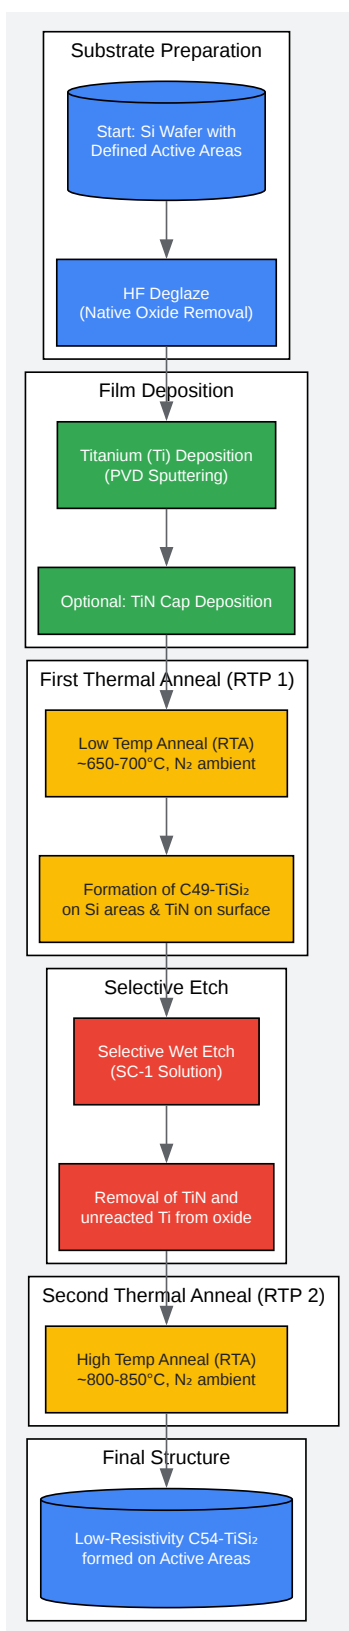 Substrate Preparation
Start: Si Wafer with
Defined Active Areas
HF Deglaze
(Native Oxide Removal)
Film Deposition
Titanium (Ti) Deposition
(PVD Sputtering)
Optional: TiN Cap Deposition
First Thermal Anneal (RTP 1)
Low Temp Anneal (RTA)
~650-700°C, N₂ ambient
Formation of C49-TiSi₂
on Si areas & TiN on surface
Selective Etch
Selective Wet Etch
(SC-1 Solution)
Removal of TiN and
unreacted Ti from oxide
Second Thermal Anneal (RTP 2)
High Temp Anneal (RTA)
~800-850°C, N₂ ambient
Final Structure
Low-Resistivity C54-TiSi₂
formed on Active Areas